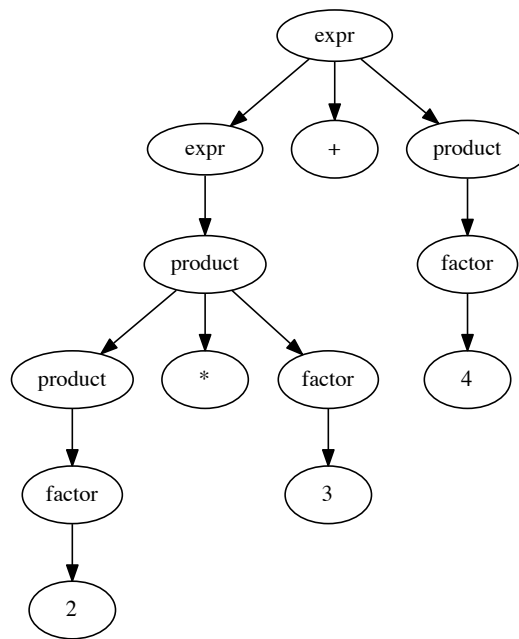 expr
expr + product
product factor
product * factor 4
factor 3
2